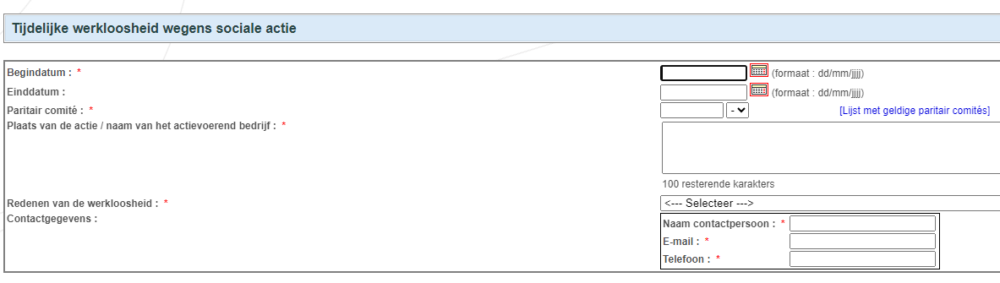 Tijdelijke werkloosheid wegens sociale actie
Begindatum : * (formaat : dd/mm/jjjj)
Einddatum : (formaat : dd/mm/jjjj)
Paritair comité : * - [Lijst met geldige paritair comités]
Plaats van de actie / naam van het actievoerend bedrijf : *
100 resterende karakters
Redenen van de werkloosheid : * <--- Selecteer --->
Contactgegevens :
Naam contactpersoon : *
E-mail : *
Telefoon : *